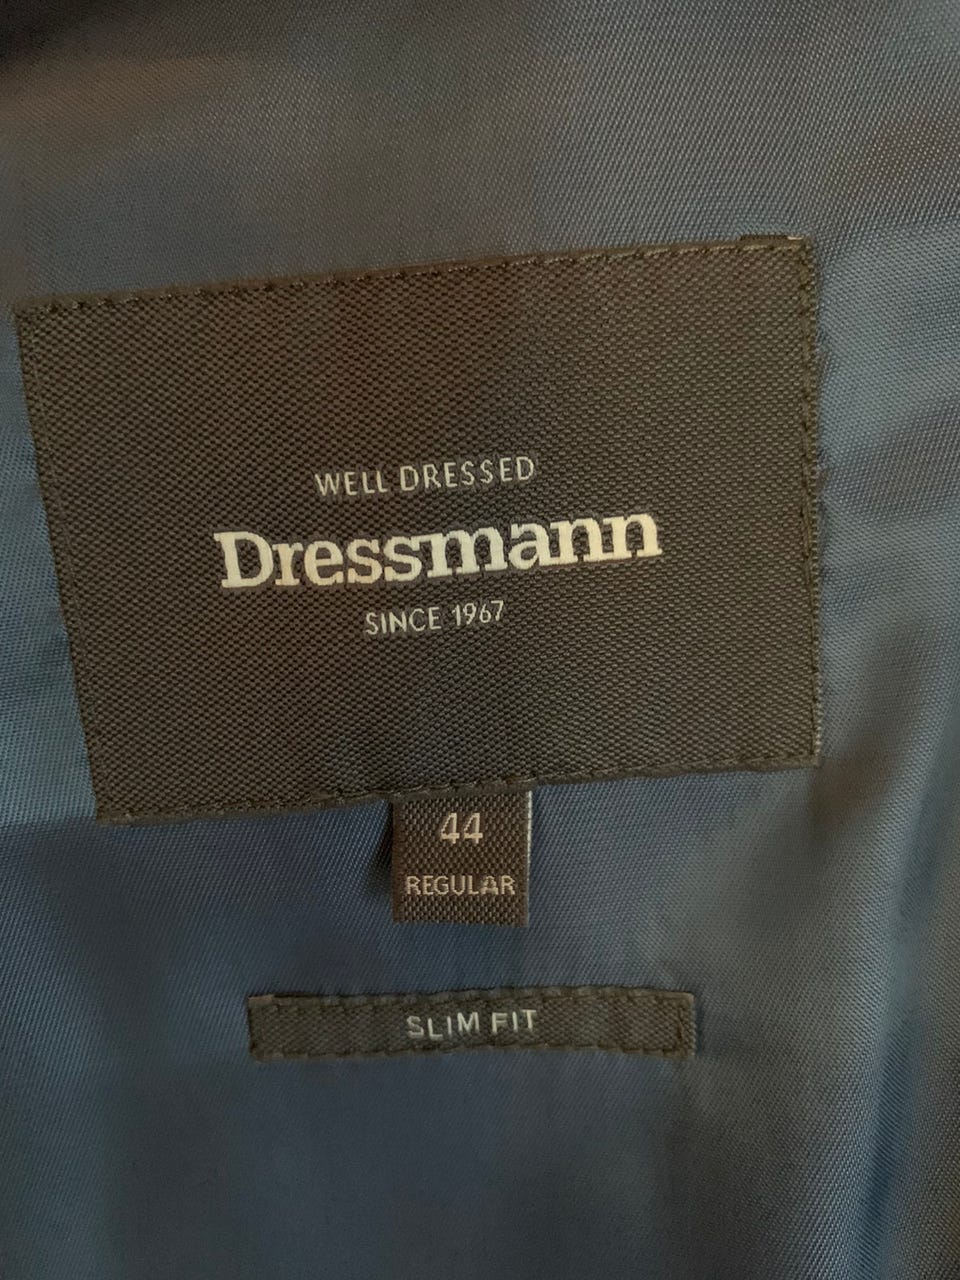 WELL DRESSED
Dressmann
SINCE 1967
44
REGULAR
SLIM FIT